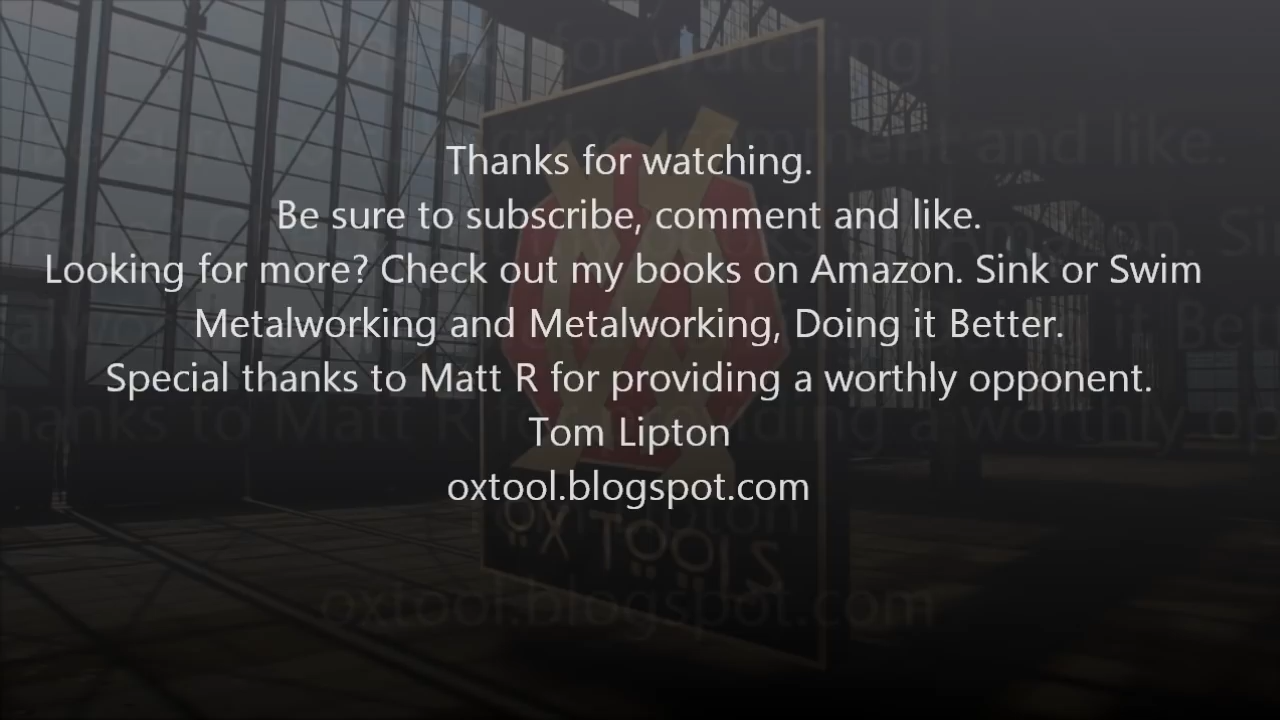 Thanks for watching.
Be sure to subscribe, comment and like.
Looking for more? Check out my books on Amazon. Sink or Swim
Metalworking and Metalworking, Doing it Better.
Special thanks to Matt R for providing a worthly opponent.
Tom Lipton
oxtool.blogspot.com
OX TOOLS